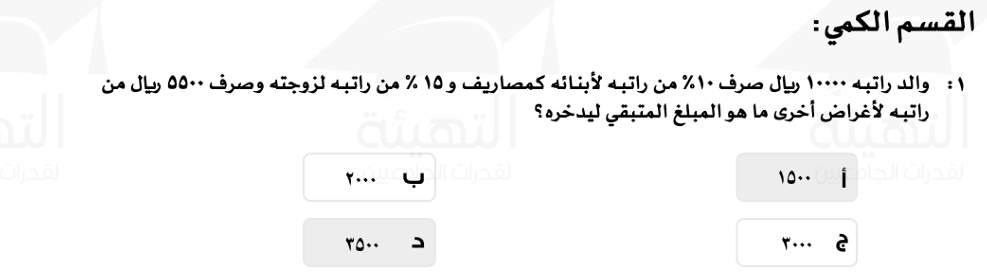 القسم الكمي:
١: والد راتبه ١٠٠٠٠ ريال صرف ١٠٪ من راتبه لأبنائه كمصاريف و ١٥ ٪ من راتبه لزوجته وصرف ٥٥٠٠ ريال من
راتبه لأغراض أخرى ما هو المبلغ المتبقي ليدخره؟
أ ١٥٠٠
ب ٢٠٠٠
ج ٣٠٠٠
د ٣٥٠٠
التهيئة
لقدرات الجامعيين